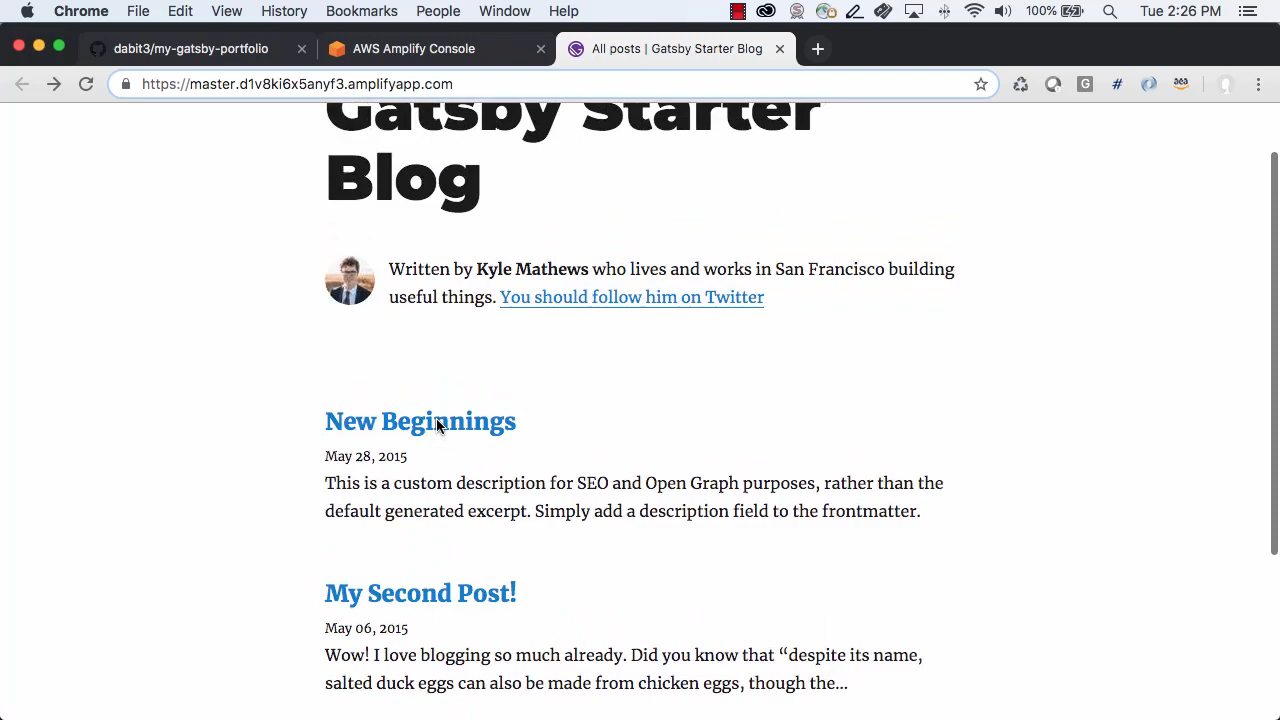 Chrome File Edit View History Bookmarks People Window Help 100% Tue 2:26 PM
dabit3/my-gatsby-portfolio AWS Amplify Console All posts | Gatsby Starter Blog
https://master.d1v8ki6x5anyf3.amplifyapp.com
Gatsby Starter
Blog
Written by Kyle Mathews who lives and works in San Francisco building
useful things. You should follow him on Twitter
New Beginnings
May 28, 2015
This is a custom description for SEO and Open Graph purposes, rather than the
default generated excerpt. Simply add a description field to the frontmatter.
My Second Post!
May 06, 2015
Wow! I love blogging so much already. Did you know that “despite its name,
salted duck eggs can also be made from chicken eggs, though the…